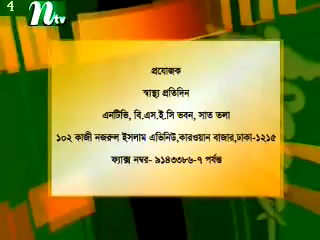 4
ntv
প্রযোজক
স্বাস্থ্য প্রতিদিন
এনটিভি, বি.এস.ই.সি ভবন, সাত তলা
১০২ কাজী নজরুল ইসলাম এভিনিউ,কারওয়ান বাজার,ঢাকা-১২১৫
ফ্যাক্স নম্বর- ৯১৪৩৩৮৬-৭ পর্যন্ত